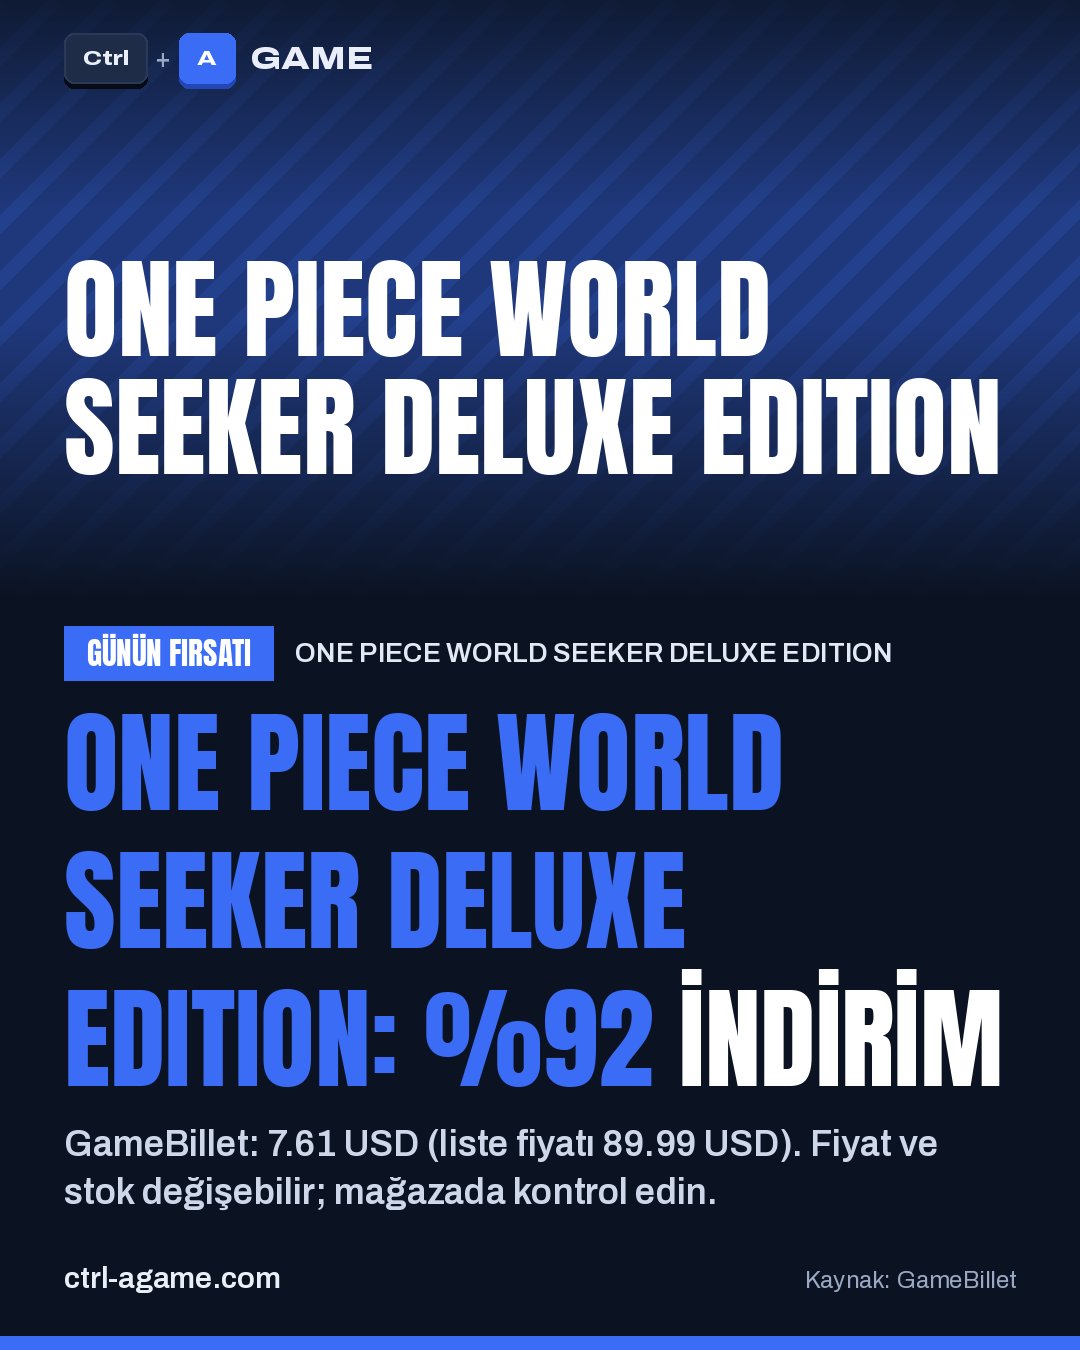 Ctrl + A GAME
ONE PIECE WORLD
SEEKER DELUXE EDITION
GÜNÜN FIRSATI ONE PIECE WORLD SEEKER DELUXE EDITION
ONE PIECE WORLD
SEEKER DELUXE
EDITION: %92 İNDİRİM
GameBillet: 7.61 USD (liste fiyatı 89.99 USD). Fiyat ve
stok değişebilir; mağazada kontrol edin.
ctrl-agame.com Kaynak: GameBillet